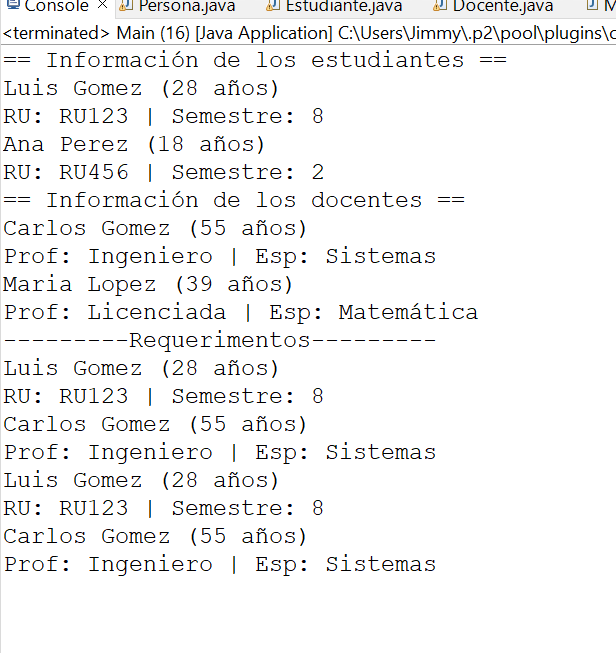 Console Persona.java Estudiante.java Docente.java
<terminated> Main (16) [Java Application] C:\Users\Jimmy\.p2\pool\plugins\
== Información de los estudiantes ==
Luis Gomez (28 años)
RU: RU123 | Semestre: 8
Ana Perez (18 años)
RU: RU456 | Semestre: 2
== Información de los docentes ==
Carlos Gomez (55 años)
Prof: Ingeniero | Esp: Sistemas
Maria Lopez (39 años)
Prof: Licenciada | Esp: Matemática
---------Requerimentos---------
Luis Gomez (28 años)
RU: RU123 | Semestre: 8
Carlos Gomez (55 años)
Prof: Ingeniero | Esp: Sistemas
Luis Gomez (28 años)
RU: RU123 | Semestre: 8
Carlos Gomez (55 años)
Prof: Ingeniero | Esp: Sistemas